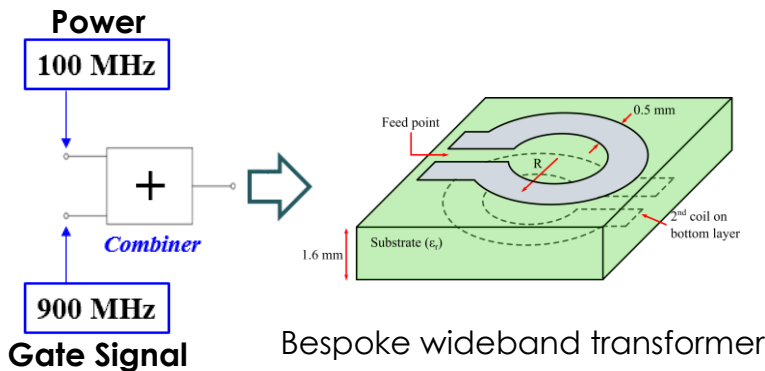 Power
100 MHz
+
Combiner
900 MHz
Gate Signal
Feed point
0.5 mm
R
2nd coil on
bottom layer
Substrate (εr)
1.6 mm
Bespoke wideband transformer